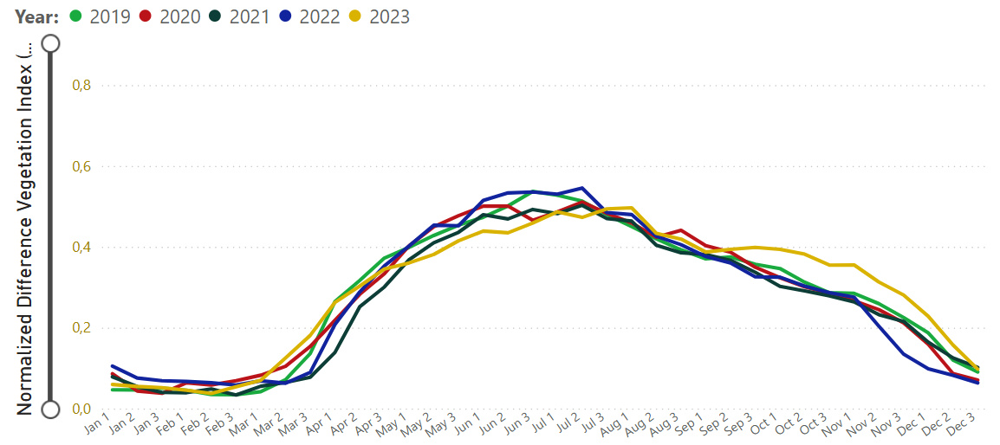 Year: 2019 2020 2021 2022 2023
Normalized Difference Vegetation Index (...
0,8
0,6
0,4
0,2
0,0
Jan 1 Jan 2 Jan 3 Feb 1 Feb 2 Feb 3 Mar 1 Mar 2 Mar 3 Apr 1 Apr 2 Apr 3 May 1 May 2 May 3 Jun 1 Jun 2 Jun 3 Jul 1 Jul 2 Jul 3 Aug 1 Aug 2 Aug 3 Sep 1 Sep 2 Sep 3 Oct 1 Oct 2 Oct 3 Nov 1 Nov 2 Nov 3 Dec 1 Dec 2 Dec 3